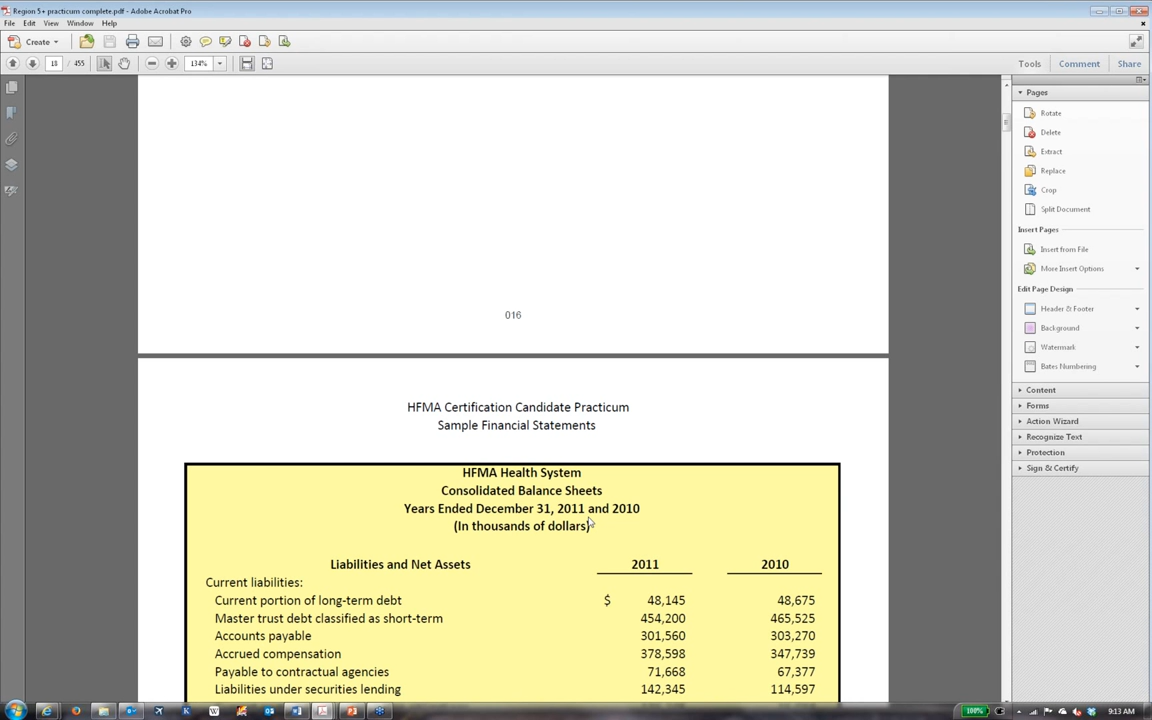 Region 5+ practicum complete.pdf - Adobe Acrobat Pro
File Edit View Window Help
Create
18 / 455 134% Tools Comment Share
Pages
Rotate
Delete
Extract
Replace
Crop
Split Document
Insert Pages
Insert from File
More Insert Options
Edit Page Design
Header & Footer
Background
Watermark
Bates Numbering
Content
Forms
Action Wizard
Recognize Text
Protection
Sign & Certify
016
HFMA Certification Candidate Practicum
Sample Financial Statements
HFMA Health System
Consolidated Balance Sheets
Years Ended December 31, 2011 and 2010
(In thousands of dollars)
Liabilities and Net Assets 2011 2010
Current liabilities:
Current portion of long-term debt $ 48,145 48,675
Master trust debt classified as short-term 454,200 465,525
Accounts payable 301,560 303,270
Accrued compensation 378,598 347,739
Payable to contractual agencies 71,668 67,377
Liabilities under securities lending 142,345 114,597
100% 9:13 AM